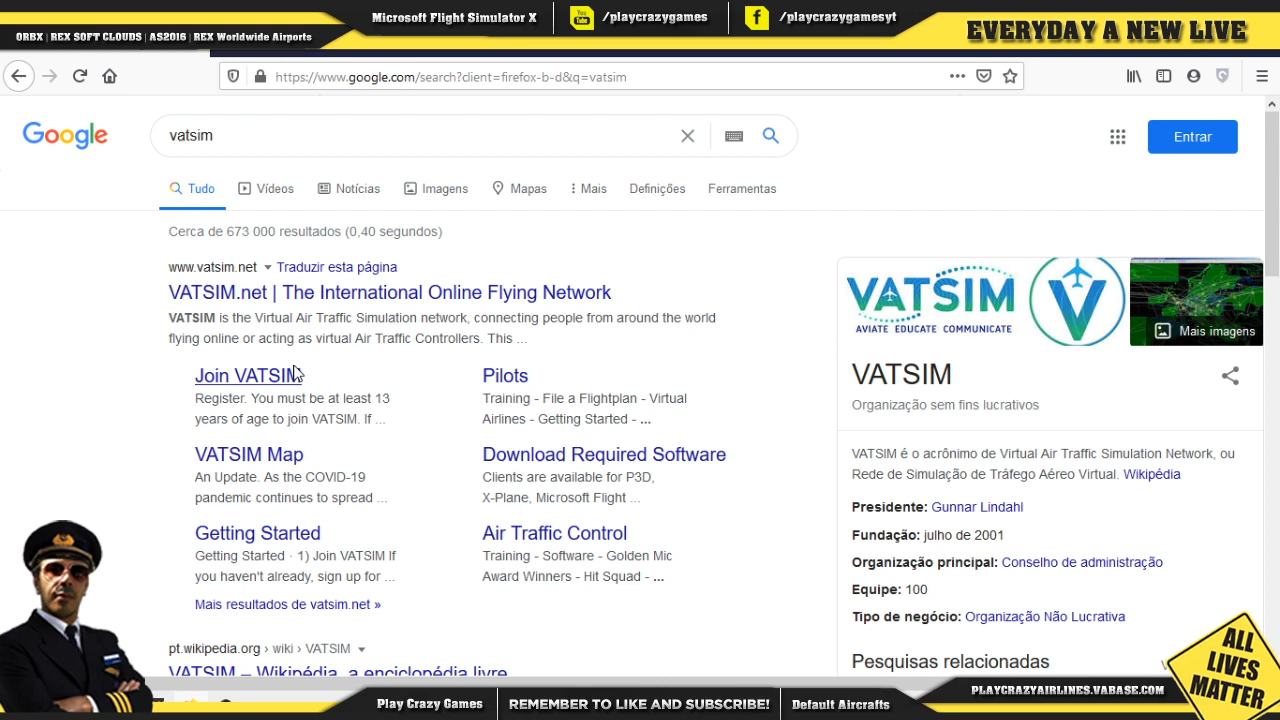 Microsoft Flight Simulator X
You Tube /playcrazygames
f /playcrazygamesyt
EVERYDAY A NEW LIVE
ORBX | REX SOFT CLOUDS | AS2016 | REX Worldwide Airports
https://www.google.com/search?client=firefox-b-d&q=vatsim
Google
vatsim
Entrar
Tudo
Vídeos
Notícias
Imagens
Mapas
Mais
Definições
Ferramentas
Cerca de 673 000 resultados (0,40 segundos)
www.vatsim.net Traduzir esta página
VATSIM.net | The International Online Flying Network
VATSIM is the Virtual Air Traffic Simulation network, connecting people from around the world
flying online or acting as virtual Air Traffic Controllers. This ...
Join VATSIM
Register. You must be at least 13
years of age to join VATSIM. If ...
Pilots
Training - File a Flightplan - Virtual
Airlines - Getting Started - ...
VATSIM Map
An Update. As the COVID-19
pandemic continues to spread ...
Download Required Software
Clients are available for P3D,
X-Plane, Microsoft Flight ...
Getting Started
Getting Started · 1) Join VATSIM If
you haven't already, sign up for ...
Air Traffic Control
Training - Software - Golden Mic
Award Winners - Hit Squad - ...
Mais resultados de vatsim.net »
pt.wikipedia.org › wiki › VATSIM
VATSIM – Wikipédia, a enciclopédia livre
VATSIM
AVIATE EDUCATE COMMUNICATE
V
Mais imagens
VATSIM
Organização sem fins lucrativos
VATSIM é o acrônimo de Virtual Air Traffic Simulation Network, ou
Rede de Simulação de Tráfego Aéreo Virtual. Wikipédia
Presidente: Gunnar Lindahl
Fundação: julho de 2001
Organização principal: Conselho de administração
Equipe: 100
Tipo de negócio: Organização Não Lucrativa
Pesquisas relacionadas
ALL
LIVES
MATTER
Play Crazy Games
REMEMBER TO LIKE AND SUBSCRIBE!
Default Aircrafts
PLAYCRAZYAIRLINES.VABASE.COM